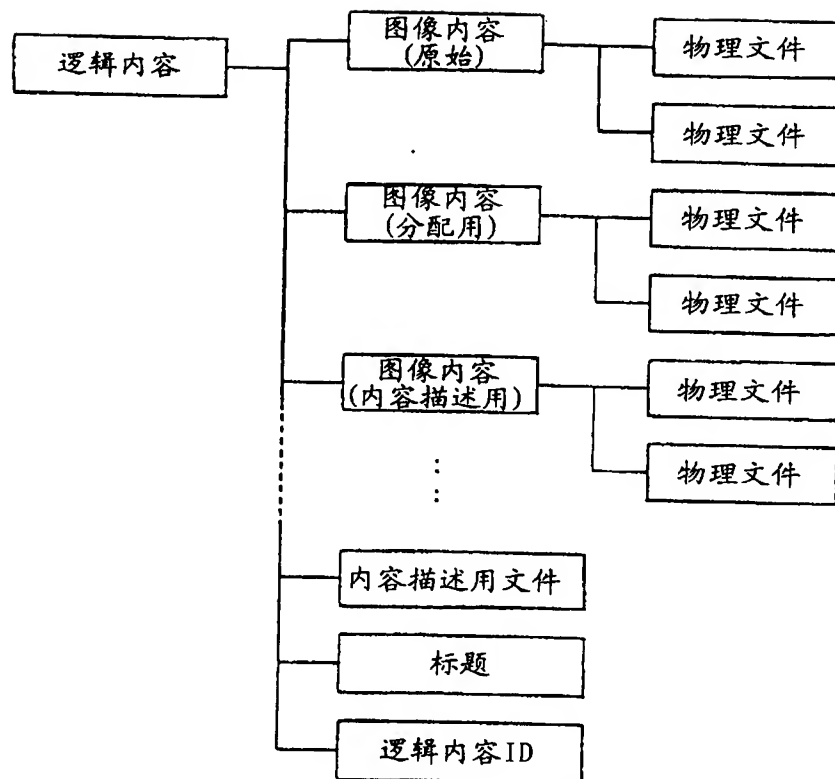 逻辑内容
图像内容
(原始)
物理文件
物理文件
图像内容
(分配用)
物理文件
物理文件
图像内容
(内容描述用)
物理文件
物理文件
内容描述用文件
标题
逻辑内容ID